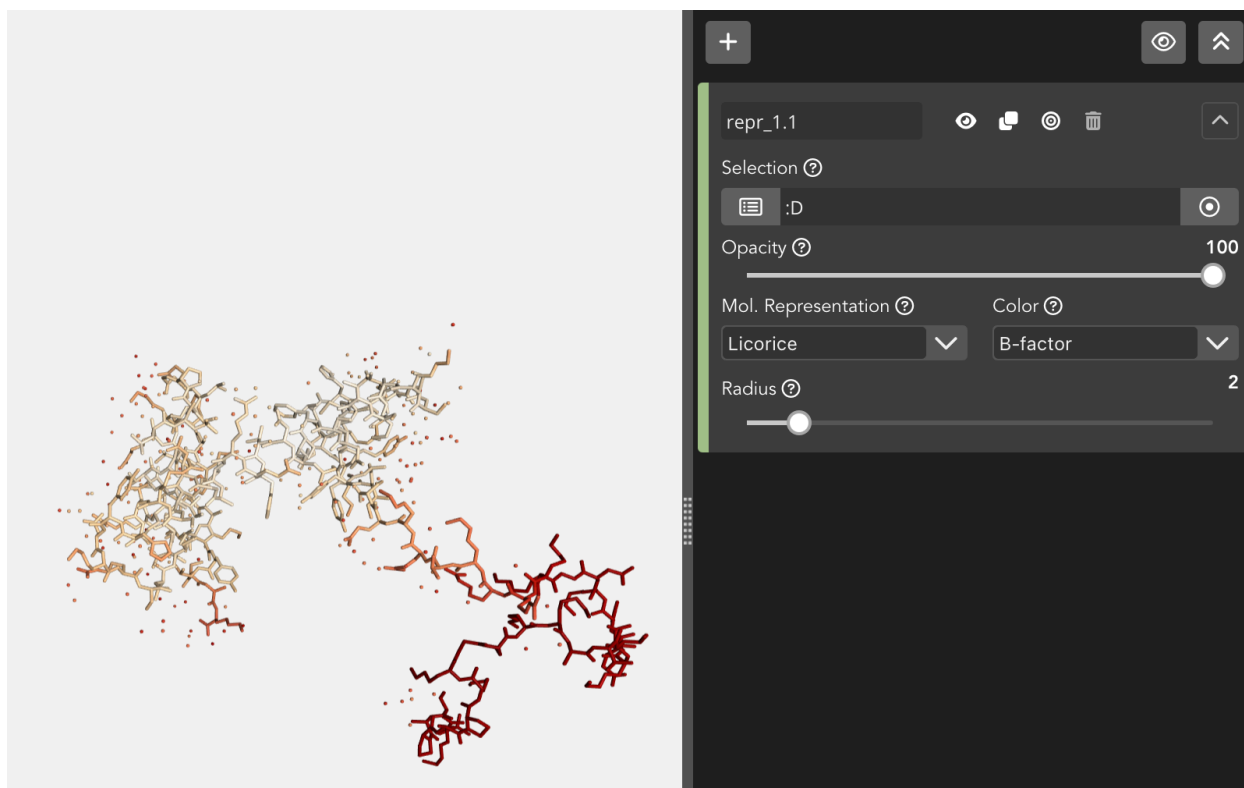 repr_1.1
Selection
:D
Opacity 100
Mol. Representation Color
Licorice B-factor
Radius 2